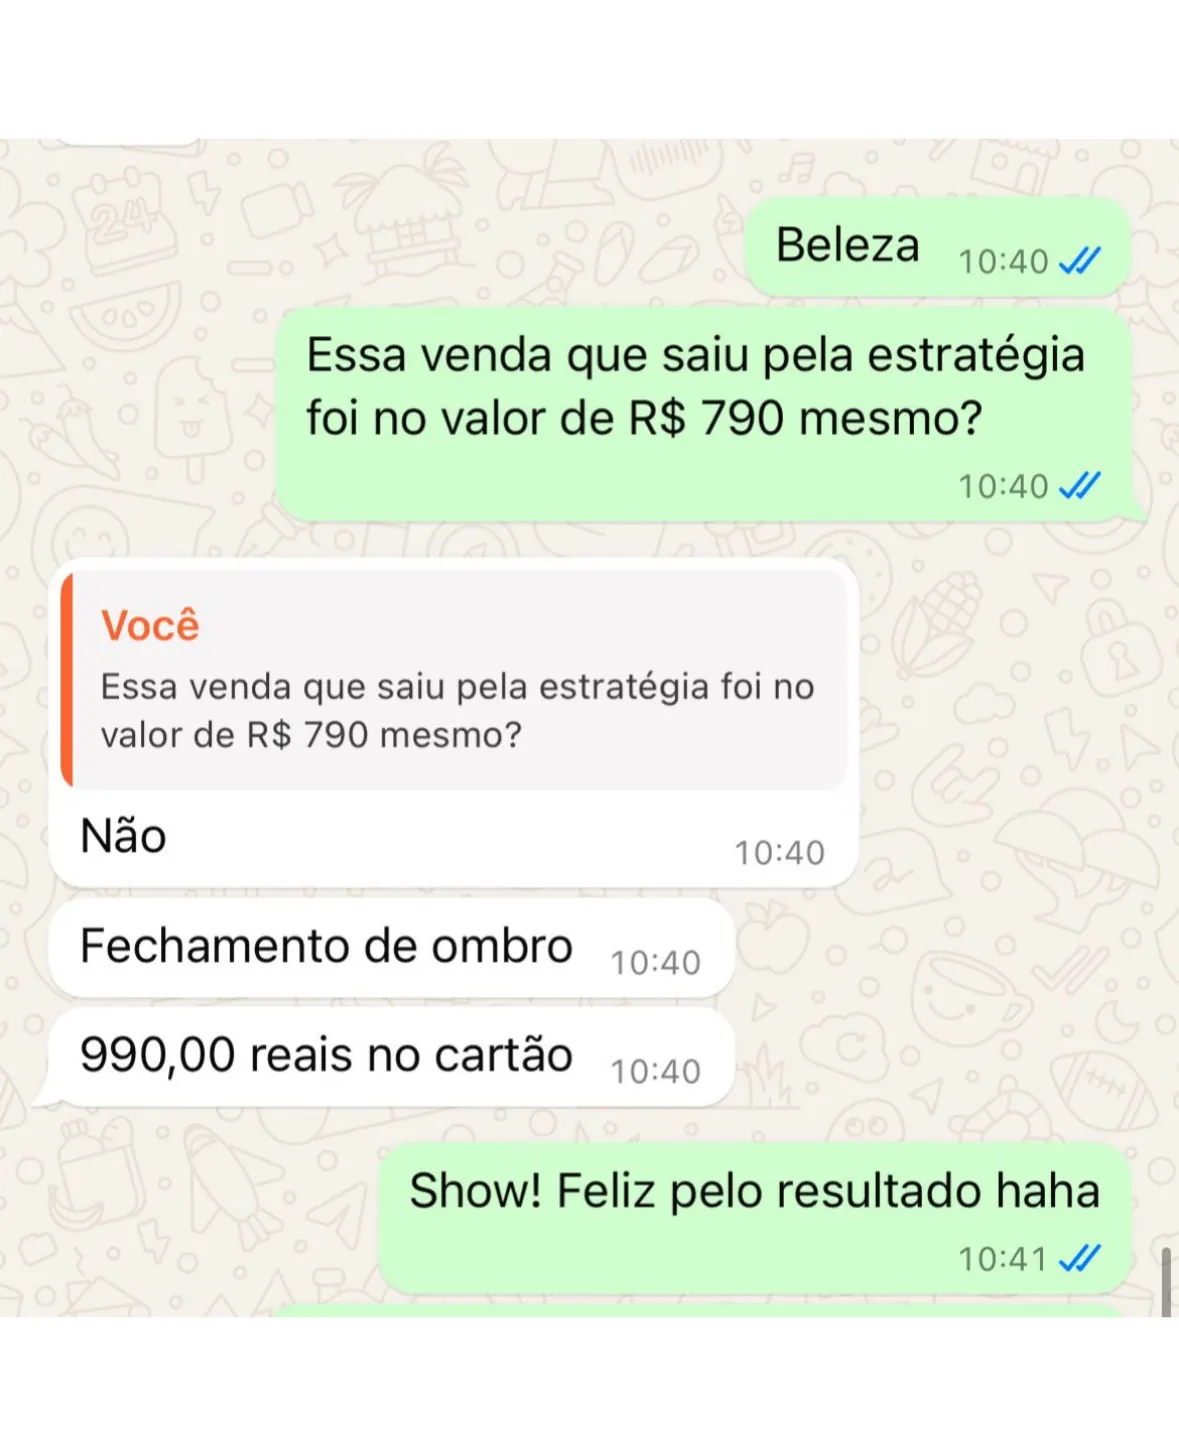 Beleza 10:40
Essa venda que saiu pela estratégia
foi no valor de R$ 790 mesmo?
10:40
Você
Essa venda que saiu pela estratégia foi no
valor de R$ 790 mesmo?
Não 10:40
Fechamento de ombro 10:40
990,00 reais no cartão 10:40
Show! Feliz pelo resultado haha
10:41